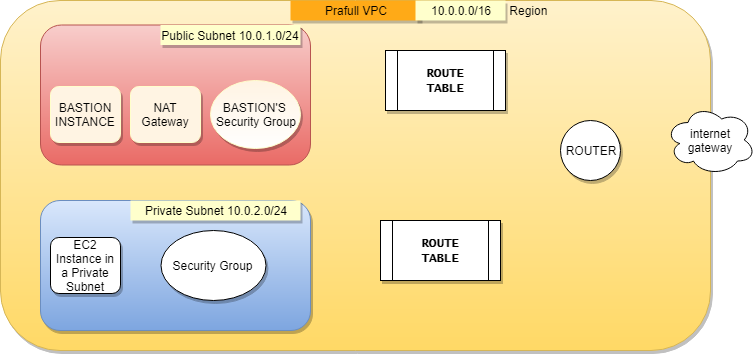 Prafull VPC
10.0.0.0/16
Region
Public Subnet 10.0.1.0/24
BASTION
INSTANCE
NAT
Gateway
BASTION'S
Security Group
ROUTE
TABLE
ROUTER
internet
gateway
Private Subnet 10.0.2.0/24
EC2
Instance in
a Private
Subnet
Security Group
ROUTE
TABLE